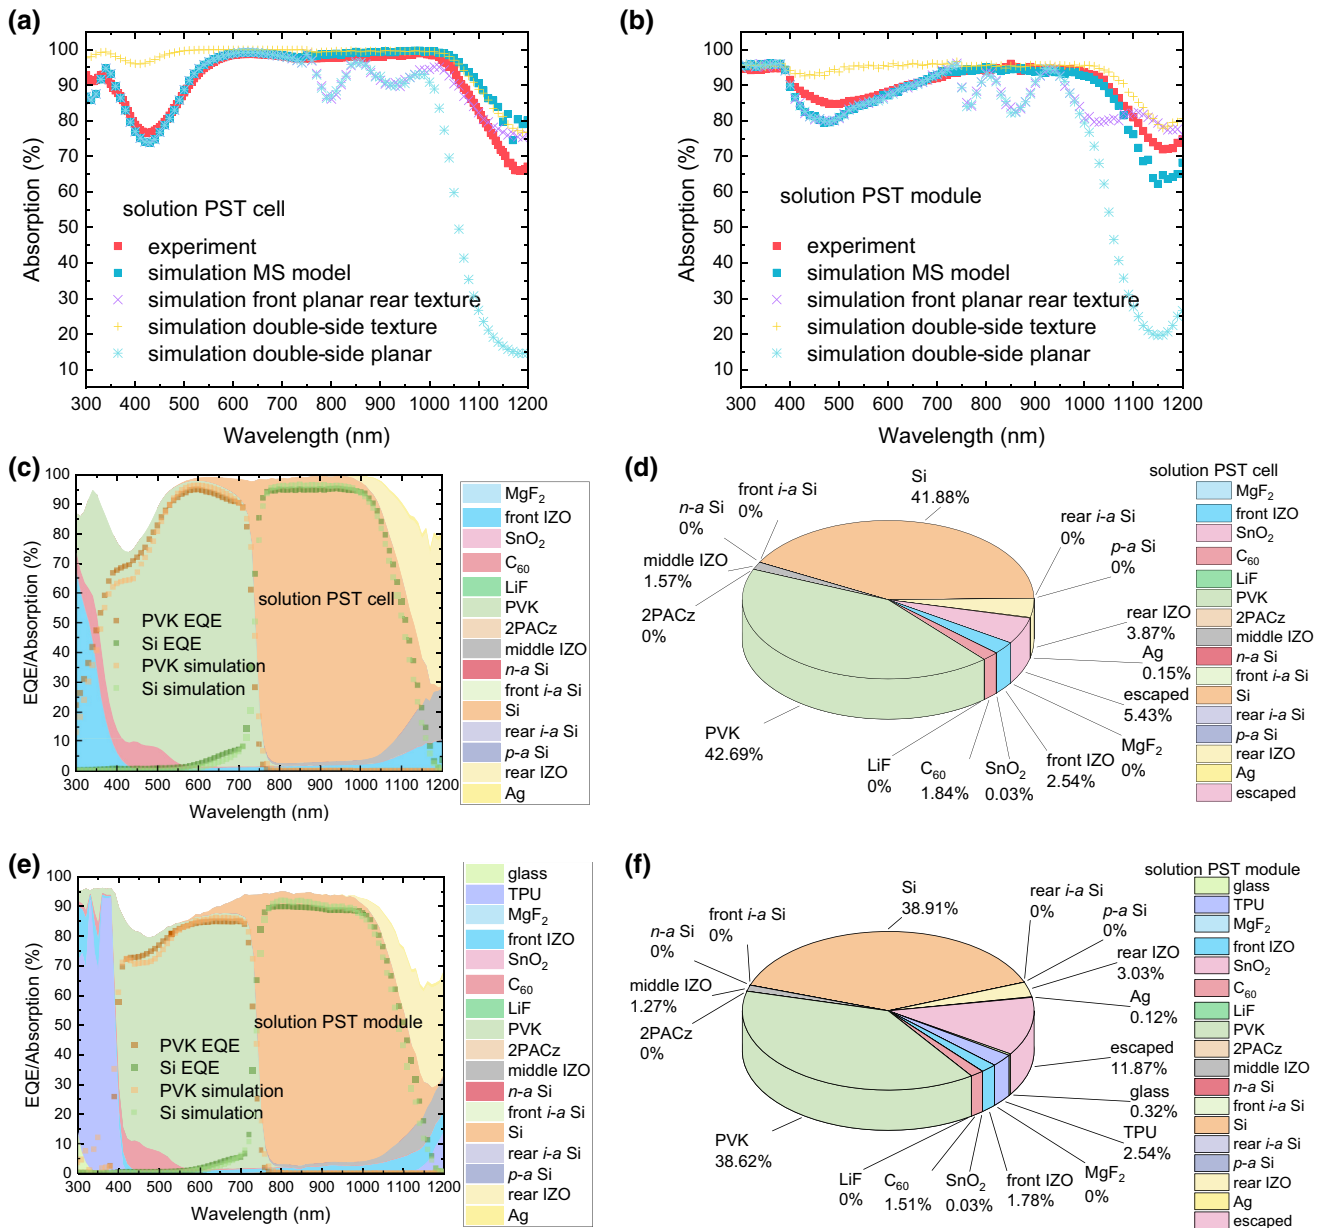 (a)
100
90
80
70
60
50
40
30
20
10
Absorption (%)
solution PST cell
experiment
simulation MS model
simulation front planar rear texture
simulation double-side texture
simulation double-side planar
300 400 500 600 700 800 900 1000 1100 1200
Wavelength (nm)
(b)
100
90
80
70
60
50
40
30
20
10
Absorption (%)
solution PST module
experiment
simulation MS model
simulation front planar rear texture
simulation double-side texture
simulation double-side planar
300 400 500 600 700 800 900 1000 1100 1200
Wavelength (nm)
(c)
100
90
80
70
60
50
40
30
20
10
0
EQE/Absorption (%)
solution PST cell
PVK EQE
Si EQE
PVK simulation
Si simulation
300 400 500 600 700 800 900 1000 1100 1200
Wavelength (nm)
MgF2
front IZO
SnO2
C60
LiF
PVK
2PACz
middle IZO
n-a Si
front i-a Si
Si
rear i-a Si
p-a Si
rear IZO
Ag
(d)
Si
41.88%
front i-a Si
0%
n-a Si
0%
middle IZO
1.57%
2PACz
0%
PVK
42.69%
LiF
0%
C60
1.84%
SnO2
0.03%
front IZO
2.54%
MgF2
0%
escaped
5.43%
Ag
0.15%
rear IZO
3.87%
p-a Si
0%
rear i-a Si
0%
solution PST cell
MgF2
front IZO
SnO2
C60
LiF
PVK
2PACz
middle IZO
n-a Si
front i-a Si
Si
rear i-a Si
p-a Si
rear IZO
Ag
escaped
(e)
100
90
80
70
60
50
40
30
20
10
0
EQE/Absorption (%)
solution PST module
PVK EQE
Si EQE
PVK simulation
Si simulation
300 400 500 600 700 800 900 1000 1100 1200
Wavelength (nm)
glass
TPU
MgF2
front IZO
SnO2
C60
LiF
PVK
2PACz
middle IZO
n-a Si
front i-a Si
Si
rear i-a Si
p-a Si
rear IZO
Ag
(f)
Si
38.91%
front i-a Si
0%
n-a Si
0%
middle IZO
1.27%
2PACz
0%
PVK
38.62%
LiF
0%
C60
1.51%
SnO2
0.03%
front IZO
1.78%
MgF2
0%
TPU
2.54%
glass
0.32%
escaped
11.87%
Ag
0.12%
rear IZO
3.03%
p-a Si
0%
rear i-a Si
0%
solution PST module
glass
TPU
MgF2
front IZO
SnO2
C60
LiF
PVK
2PACz
middle IZO
n-a Si
front i-a Si
Si
rear i-a Si
p-a Si
rear IZO
Ag
escaped